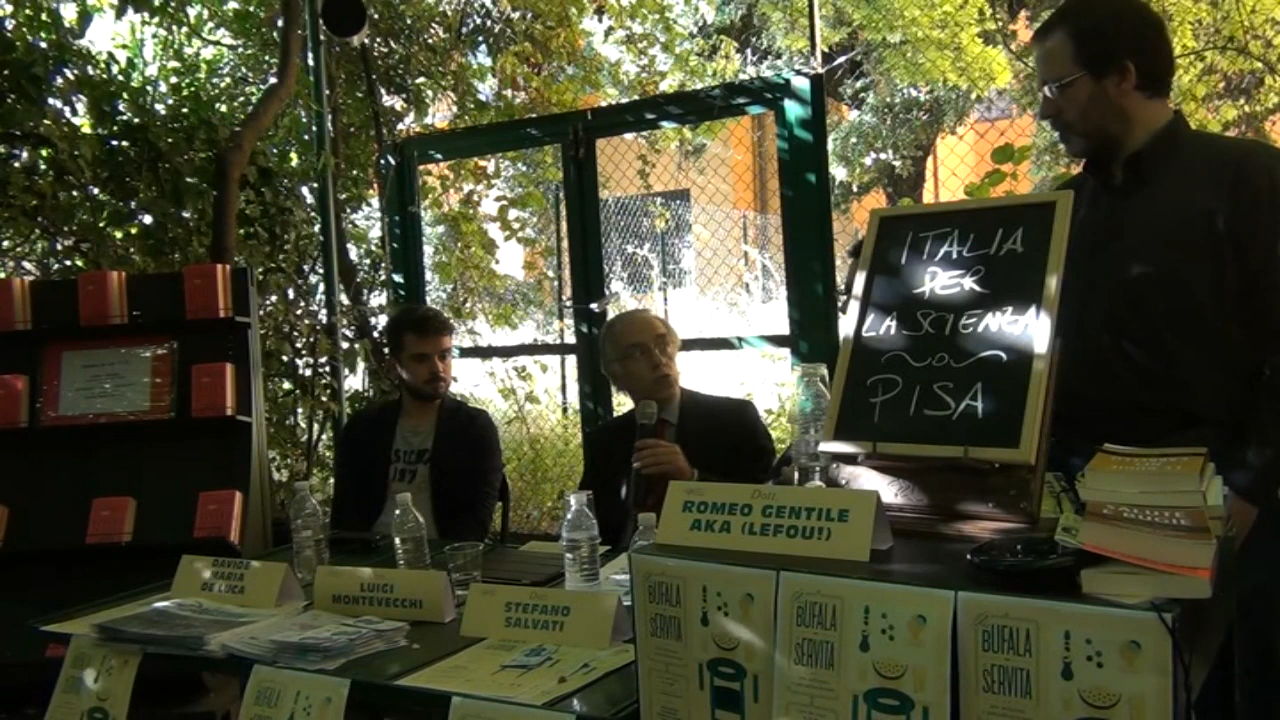 ITALIA
PER
LA SCIENZA
PISA
Dott.
ROMEO GENTILE
AKA (LEFOU!)
DAVIDE
MARIA
DE LUCA
LUIGI
MONTEVECCHI
Dott.
STEFANO
SALVATI
BUFALA
SERVITA
BUFALA
SERVITA
BUFALA
SERVITA
BUFALA